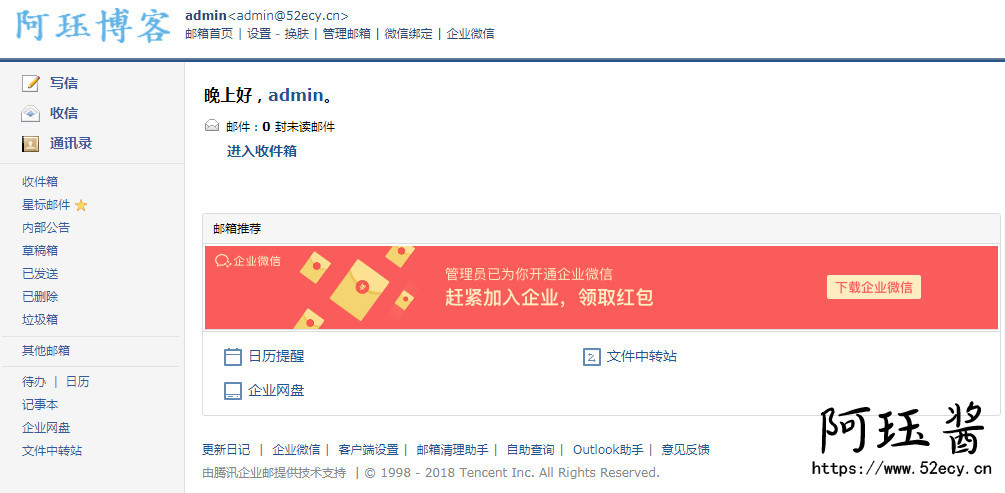 阿珏博客
admin<admin@52ecy.cn>
邮箱首页 | 设置 - 换肤 | 管理邮箱 | 微信绑定 | 企业微信
写信
收信
通讯录
收件箱
星标邮件
内部公告
草稿箱
已发送
已删除
垃圾箱
其他邮箱
待办 | 日历
记事本
企业网盘
文件中转站
晚上好，admin。
邮件：0 封未读邮件
进入收件箱
邮箱推荐
企业微信
管理员已为你开通企业微信
赶紧加入企业，领取红包
下载企业微信
日历提醒
文件中转站
企业网盘
更新日记 | 企业微信 | 客户端设置 | 邮箱清理助手 | 自助查询 | Outlook助手 | 意见反馈
由腾讯企业邮提供技术支持 | © 1998 - 2018 Tencent Inc. All Rights Reserved.
阿珏酱
https://www.52ecy.cn